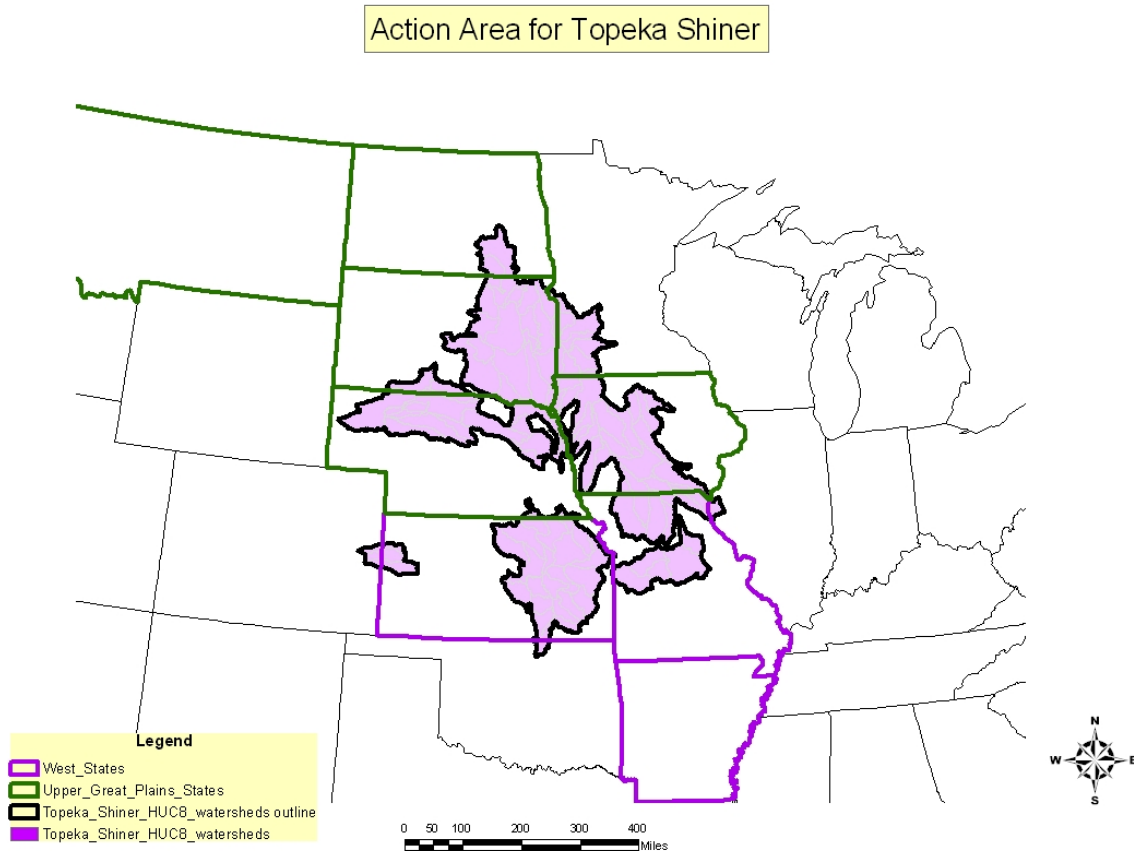 Action Area for Topeka Shiner
Legend
West_States
Upper_Great_Plains_States
Topeka_Shiner_HUC8_watersheds outline
Topeka_Shiner_HUC8_watersheds
0 50 100 200 300 400
Miles
N
W E
S